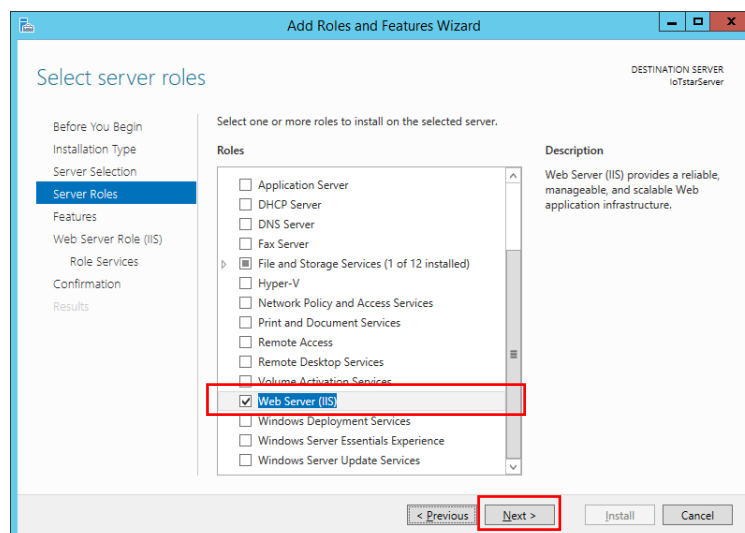 Add Roles and Features Wizard
Select server roles
DESTINATION SERVER
IoTstarServer
Before You Begin
Installation Type
Server Selection
Server Roles
Features
Web Server Role (IIS)
Role Services
Confirmation
Results
Select one or more roles to install on the selected server.
Roles
Application Server
DHCP Server
DNS Server
Fax Server
File and Storage Services (1 of 12 installed)
Hyper-V
Network Policy and Access Services
Print and Document Services
Remote Access
Remote Desktop Services
Volume Activation Services
Web Server (IIS)
Windows Deployment Services
Windows Server Essentials Experience
Windows Server Update Services
Description
Web Server (IIS) provides a reliable,
manageable, and scalable Web
application infrastructure.
< Previous
Next >
Install
Cancel